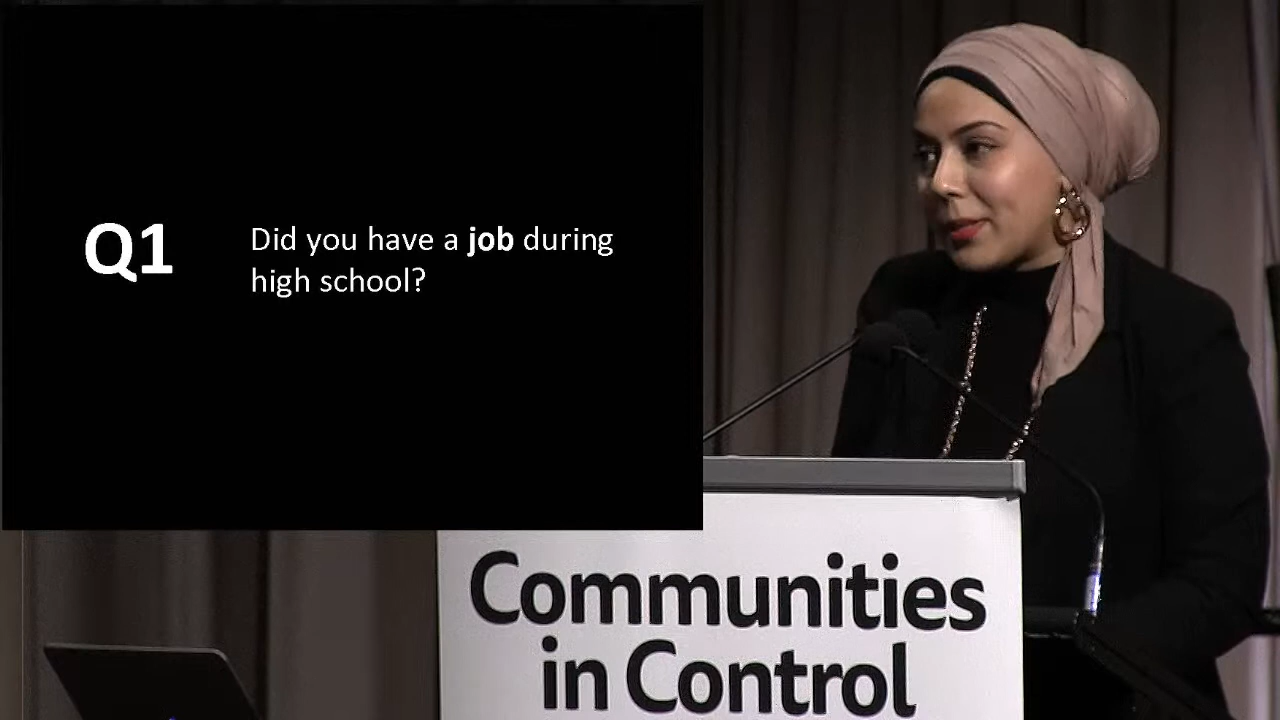 Q1
Did you have a job during
high school?
Communities
in Control